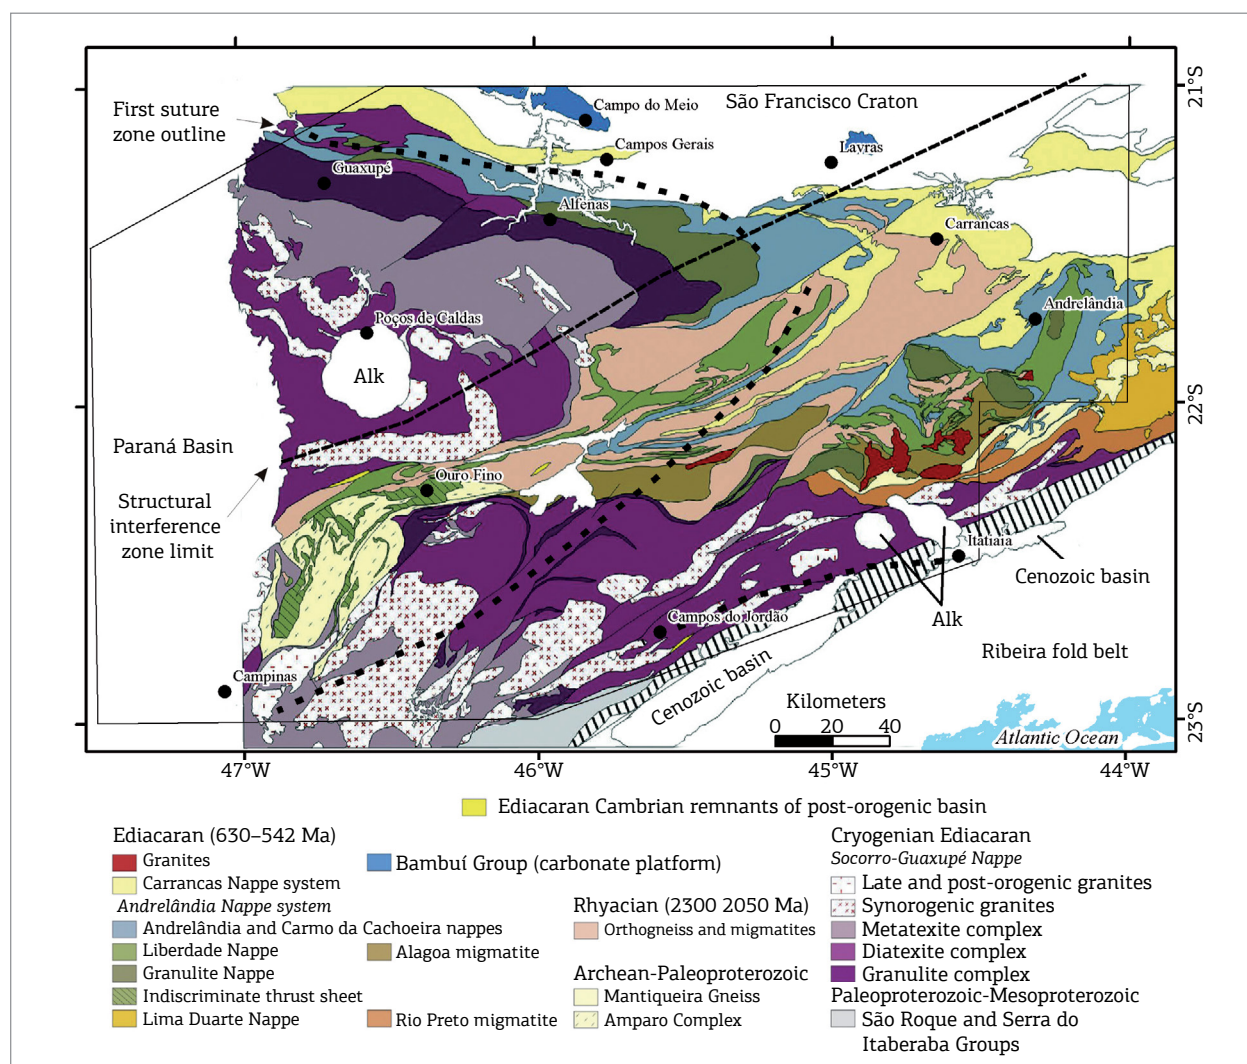 21°S
First suture
zone outline
Campo do Meio
São Francisco Craton
Campos Gerais
Lavras
Guaxupé
Alfenas
Carrancas
Andrelândia
Poços de Caldas
Alk
22°S
Paraná Basin
Ouro Fino
Structural
interference
zone limit
Itatiaiá
Cenozoic basin
Campos do Jordão
Alk
Ribeira fold belt
Campinas
Cenozoic basin
Kilometers
0 20 40
Atlantic Ocean
23°S
47°W 46°W 45°W 44°W
Ediacaran Cambrian remnants of post-orogenic basin
Ediacaran (630–542 Ma)
Granites
Carrancas Nappe system
Andrelândia Nappe system
Andrelândia and Carmo da Cachoeira nappes
Liberdade Nappe
Granulite Nappe
Indiscriminate thrust sheet
Lima Duarte Nappe
Bambuí Group (carbonate platform)
Alagoa migmatite
Rio Preto migmatite
Rhyacian (2300 2050 Ma)
Orthogneiss and migmatites
Archean-Paleoproterozoic
Mantiqueira Gneiss
Amparo Complex
Cryogenian Ediacaran
Socorro-Guaxupé Nappe
Late and post-orogenic granites
Synorogenic granites
Metatexite complex
Diatexite complex
Granulite complex
Paleoproterozoic-Mesoproterozoic
São Roque and Serra do
Itaberaba Groups